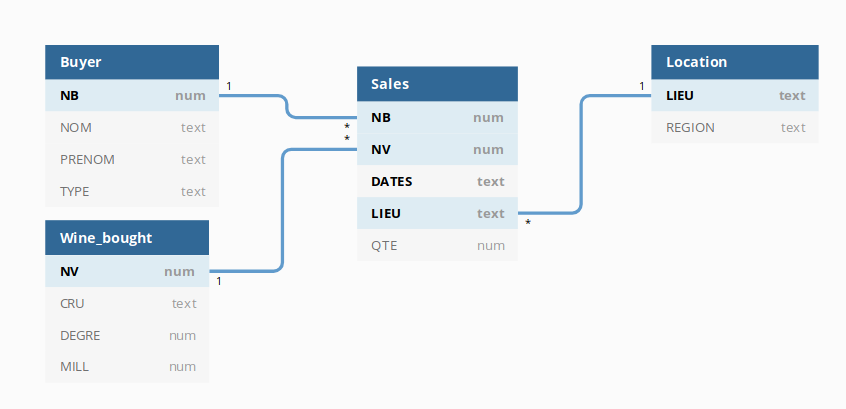 Buyer
NB num
NOM text
PRENOM text
TYPE text
1
Wine_bought
NV num
CRU text
DEGRE num
MILL num
1
Sales
NB num
NV num
DATES text
LIEU text
QTE num
*
*
*
Location
LIEU text
REGION text
1